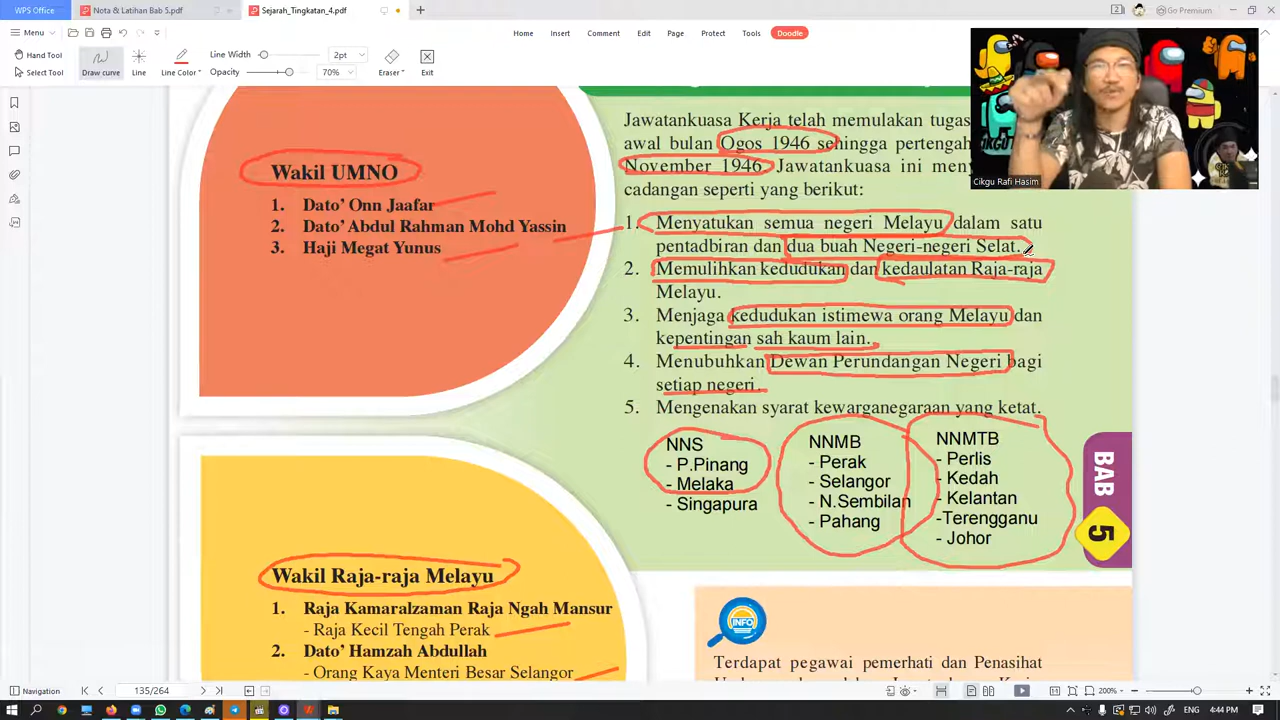 WPS Office
Nota & Latihan Bab 5.pdf
Sejarah_Tingkatan_4.pdf
Go Premium
Menu
Home
Insert
Comment
Edit
Page
Protect
Tools
Doodle
Hand Tool
Select Tool
Draw curve
Line
Line Color
Line Width
2pt
Opacity
70%
Eraser
Exit
Wakil UMNO
1. Dato' Onn Jaafar
2. Dato' Abdul Rahman Mohd Yassin
3. Haji Megat Yunus
Wakil Raja-raja Melayu
1. Raja Kamaralzaman Raja Ngah Mansur
- Raja Kecil Tengah Perak
2. Dato' Hamzah Abdullah
- Orang Kaya Menteri Besar Selangor
Jawatankuasa Kerja telah memulakan tugas
awal bulan Ogos 1946 sehingga pertengah
November 1946. Jawatankuasa ini meny
cadangan seperti yang berikut:
1. Menyatukan semua negeri Melayu dalam satu
pentadbiran dan dua buah Negeri-negeri Selat.
2. Memulihkan kedudukan dan kedaulatan Raja-raja
Melayu.
3. Menjaga kedudukan istimewa orang Melayu dan
kepentingan sah kaum lain.
4. Menubuhkan Dewan Perundangan Negeri bagi
setiap negeri.
5. Mengenakan syarat kewarganegaraan yang ketat.
NNS
- P.Pinang
- Melaka
- Singapura
NNMB
- Perak
- Selangor
- N.Sembilan
- Pahang
NNMTB
- Perlis
- Kedah
- Kelantan
-Terengganu
- Johor
BAB
5
INFO
Terdapat pegawai pemerhati dan Penasihat
Cikgu Rafi Hasim
Navigation
135/264
200%
ENG
4:44 PM